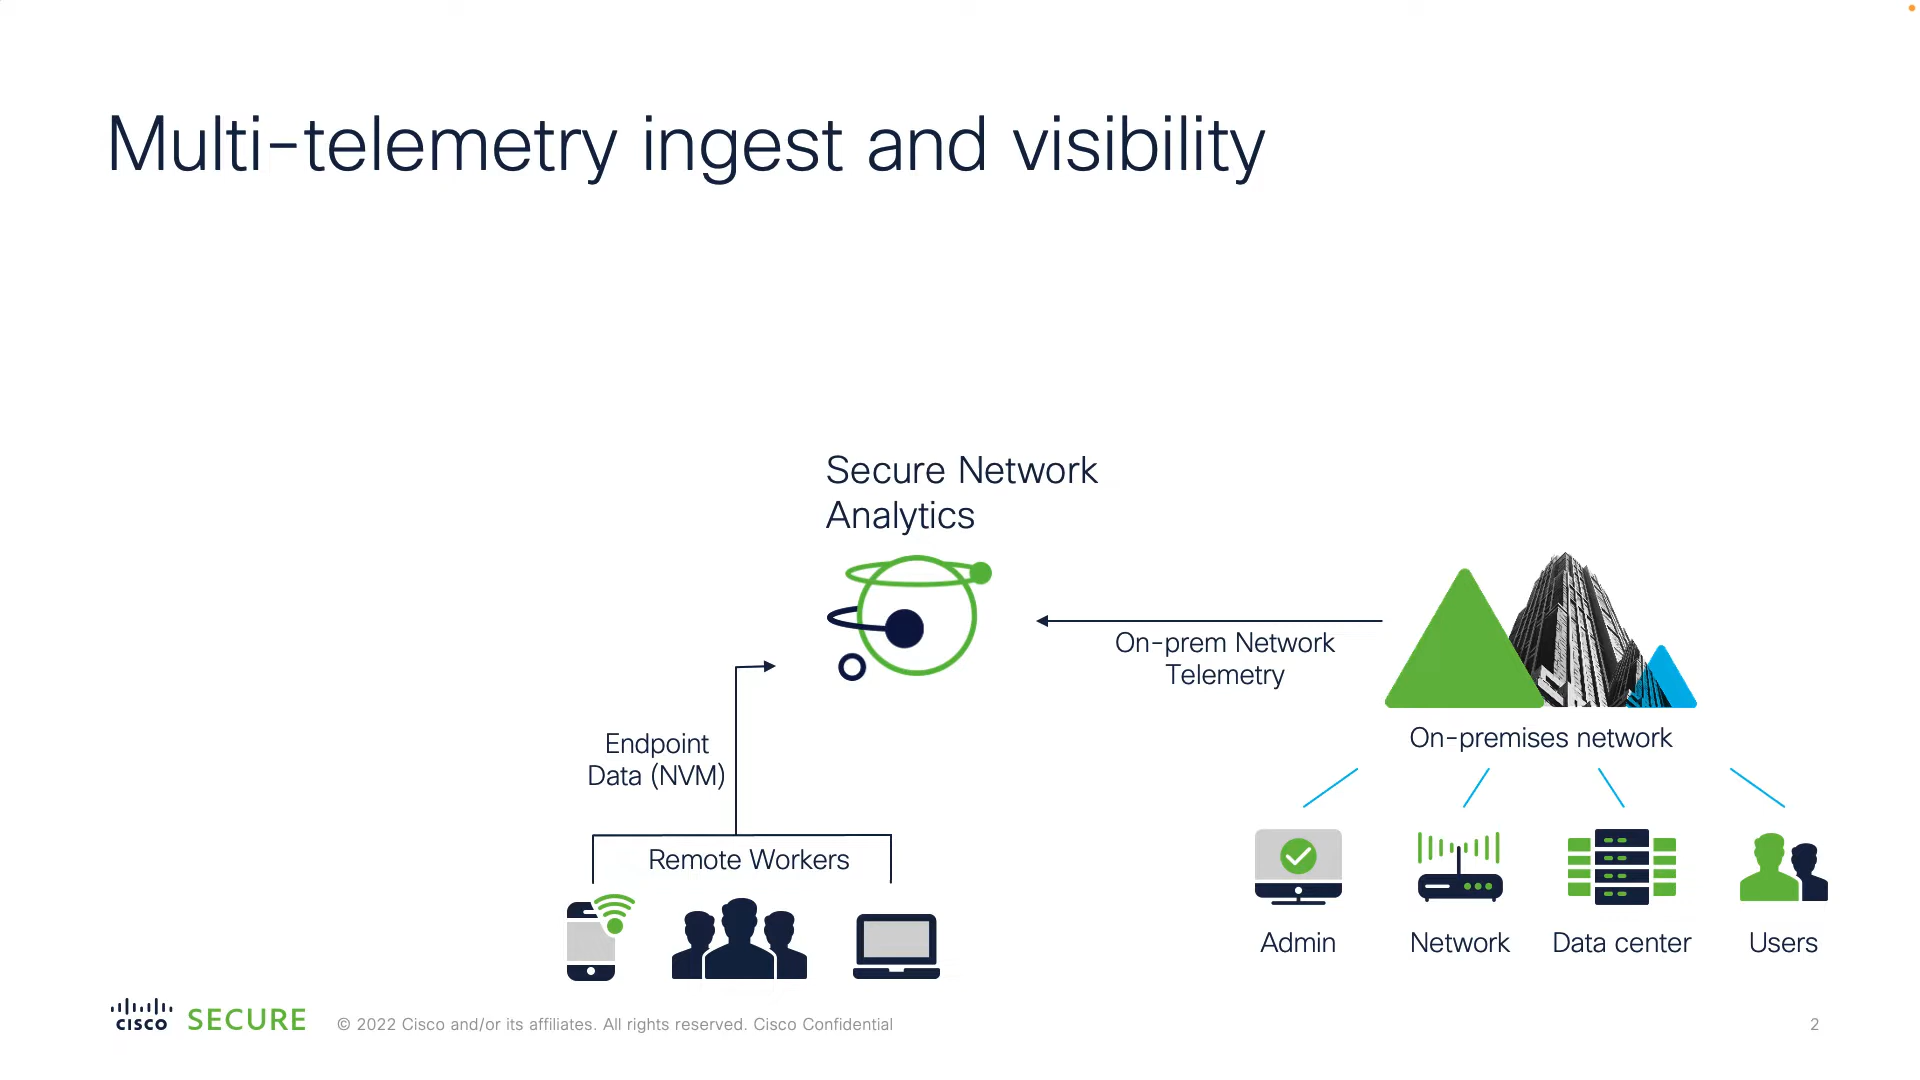 Multi-telemetry ingest and visibility
Secure Network
Analytics
On-prem Network
Telemetry
On-premises network
Endpoint
Data (NVM)
Remote Workers
Admin
Network
Data center
Users
CISCO SECURE
© 2022 Cisco and/or its affiliates. All rights reserved. Cisco Confidential
2